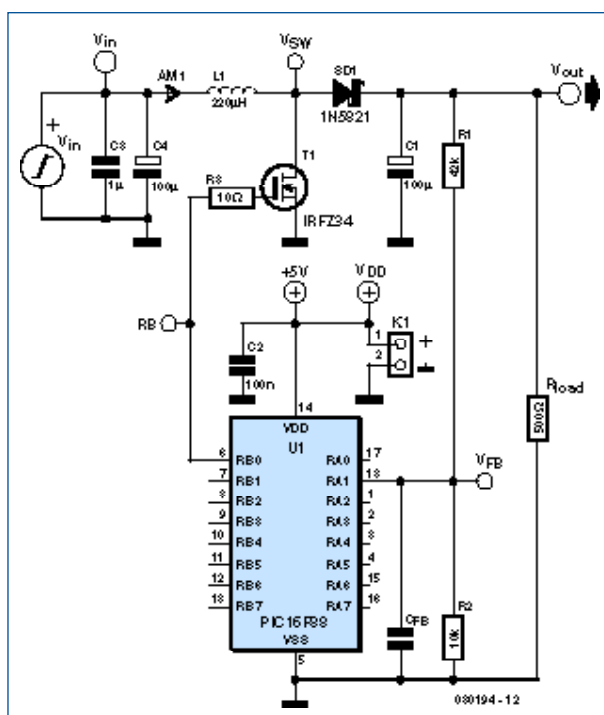 Vin
VSW
Vout
AM1
L1
220µH
SD1
1N5821
+
Vin
C3
1µ
C4
100µ
T1
IRFZ34
R3
10Ω
C1
100µ
R1
42k
+5V
VDD
RB
C2
100n
K1
1
+
2
-
Rload
500Ω
14
VDD
U1
6 RB0 RA0 17
7 RB1 RA1 18
8 RB2 RA2 1
9 RB3 RA3 2
10 RB4 RA4 3
11 RB5 RA5 4
12 RB6 RA6 15
13 RB7 RA7 16
PIC16F88
VSS
5
VFB
CFB
R2
10k
080194-12